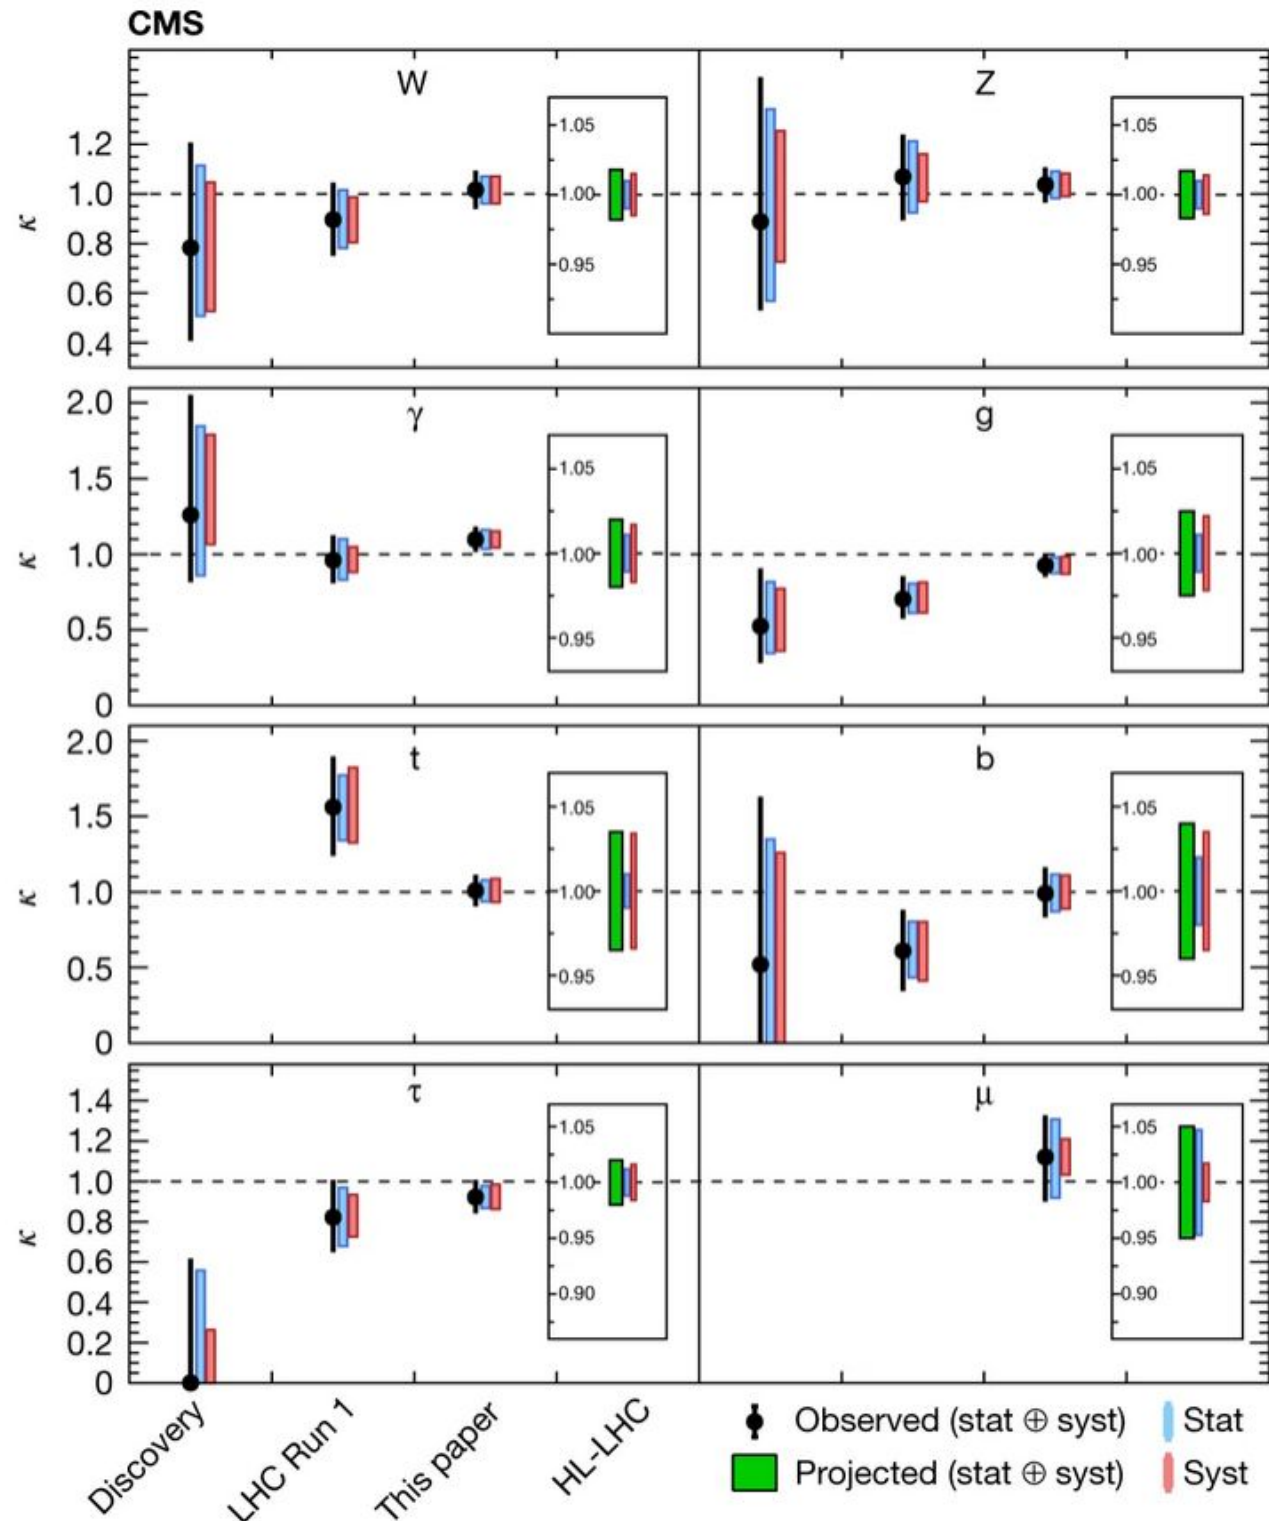 CMS
W
Z
κ
1.2
1.0
0.8
0.6
0.4
1.05
1.00
0.95
1.05
1.00
0.95
γ
g
κ
2.0
1.5
1.0
0.5
0
1.05
1.00
0.95
1.05
1.00
0.95
t
b
κ
2.0
1.5
1.0
0.5
0
1.05
1.00
0.95
1.05
1.00
0.95
τ
μ
κ
1.4
1.2
1.0
0.8
0.6
0.4
0.2
0
1.05
1.00
0.95
0.90
1.05
1.00
0.95
0.90
Discovery
LHC Run 1
This paper
HL-LHC
Observed (stat ⊕ syst)
Stat
Projected (stat ⊕ syst)
Syst